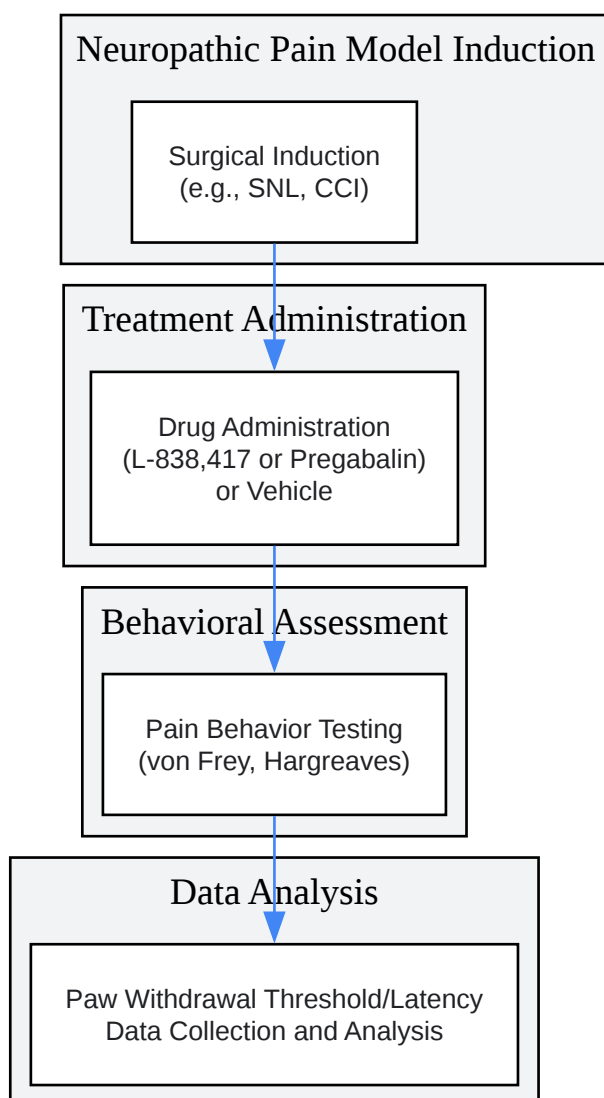 Neuropathic Pain Model Induction
Surgical Induction
(e.g., SNL, CCI)
Treatment Administration
Drug Administration
(L-838,417 or Pregabalin)
or Vehicle
Behavioral Assessment
Pain Behavior Testing
(von Frey, Hargreaves)
Data Analysis
Paw Withdrawal Threshold/Latency
Data Collection and Analysis